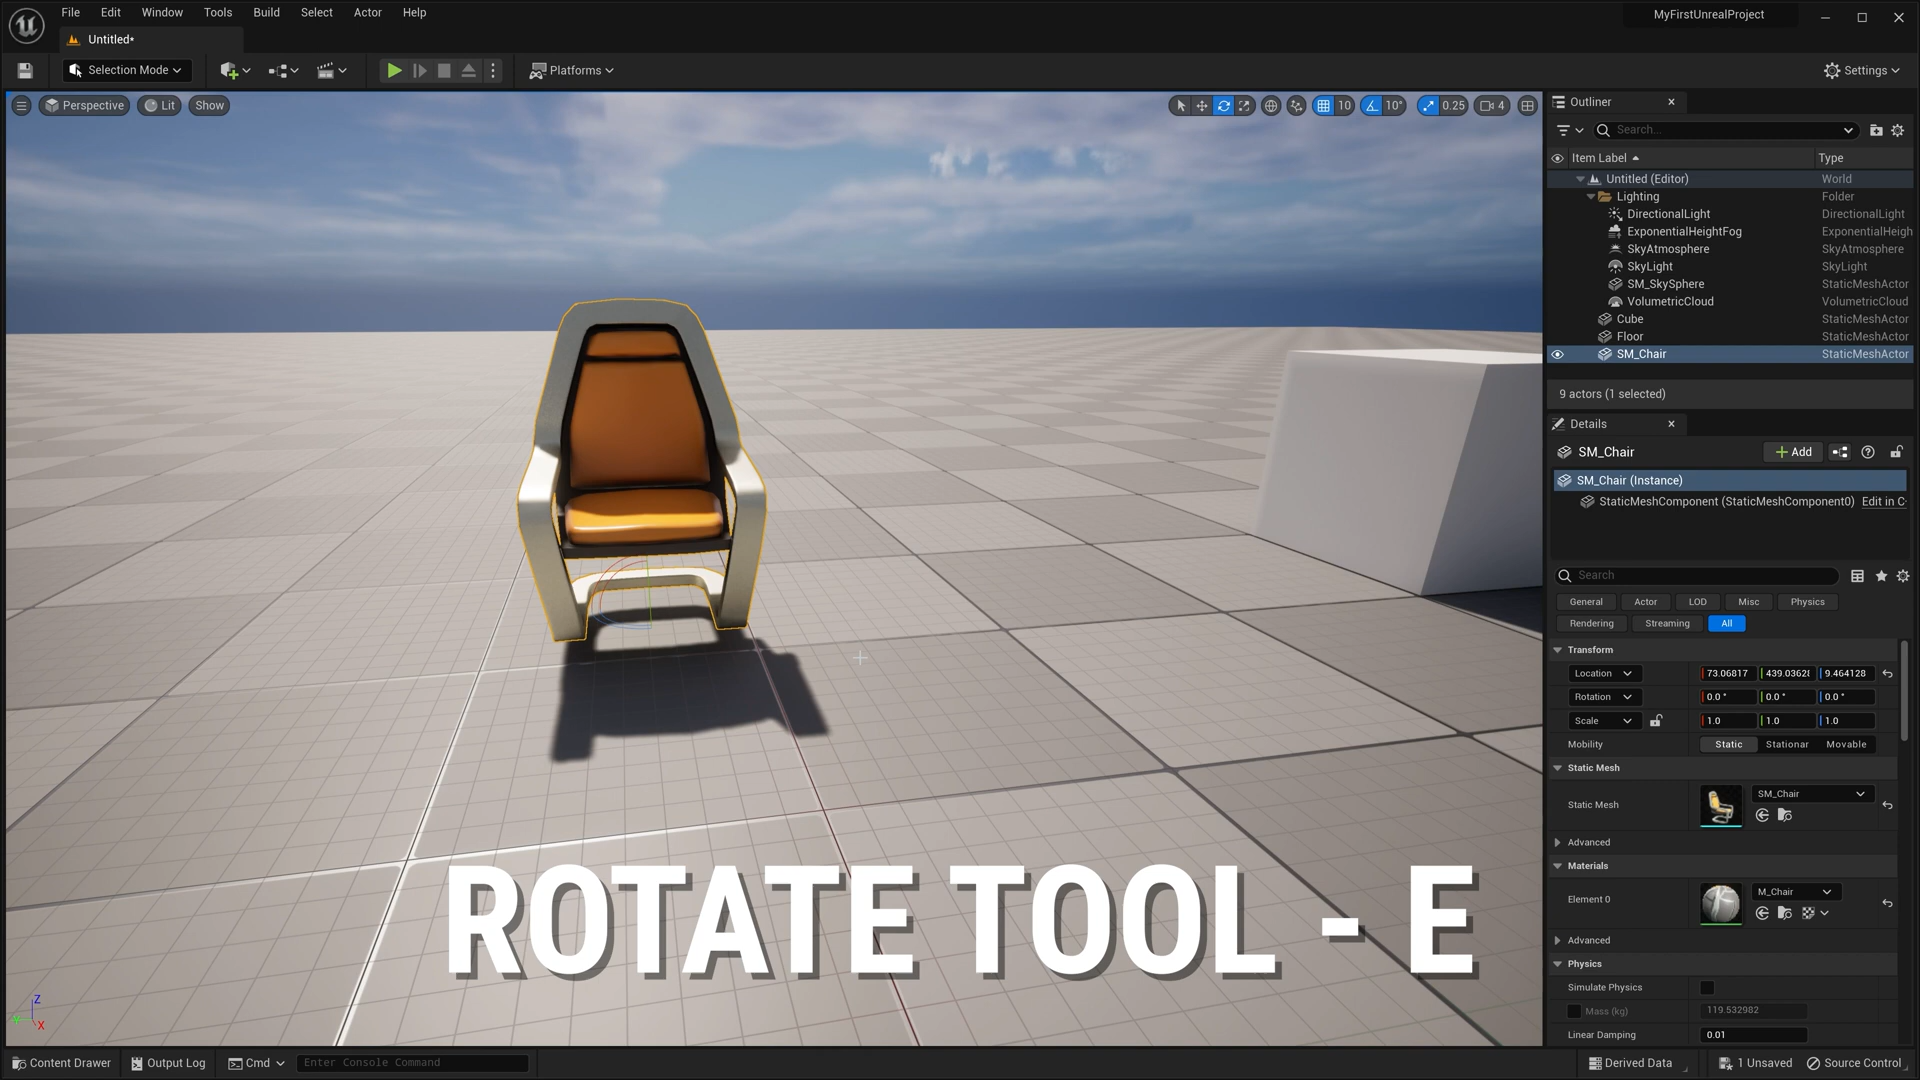 File Edit Window Tools Build Select Actor Help
MyFirstUnrealProject
Untitled•
Selection Mode
Platforms
Settings
Perspective Lit Show
10 10° 0.25 4
Outliner
Search...
Item Label Type
Untitled (Editor) World
Lighting Folder
DirectionalLight DirectionalLight
ExponentialHeightFog ExponentialHeigh
SkyAtmosphere SkyAtmosphere
SkyLight SkyLight
SM_SkySphere StaticMeshActor
VolumetricCloud VolumetricCloud
Cube StaticMeshActor
Floor StaticMeshActor
SM_Chair StaticMeshActor
9 actors (1 selected)
Details
SM_Chair
+ Add
SM_Chair (Instance)
StaticMeshComponent (StaticMeshComponent0) Edit in C
Search
General Actor LOD Misc Physics
Rendering Streaming All
Transform
Location 73.06817 439.0362 9.464128
Rotation 0.0 ° 0.0 ° 0.0 °
Scale 1.0 1.0 1.0
Mobility Static Stationar Movable
Static Mesh
Static Mesh SM_Chair
Advanced
Materials
Element 0 M_Chair
Advanced
Physics
Simulate Physics
Mass (kg) 119.532982
Linear Damping 0.01
ROTATE TOOL - E
Z
Y
X
Content Drawer Output Log Cmd Enter Console Command
Derived Data 1 Unsaved Source Control